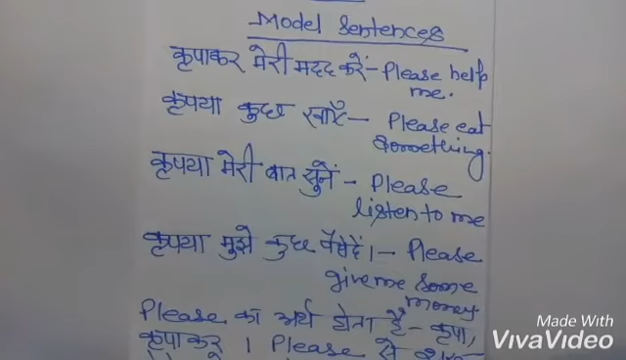 Model Sentences
कृपाकर मेरी मदद करें - Please help
me.
कृपया कुछ खाएँ - Please eat
something.
कृपया मेरी बात सुनें - Please
listen to me
कृपया मुझे कुछ पैसे दें। - Please
give me some
money
Please का अर्थ होता है - कृपा,
कृपाकर । Please से
Made With
VivaVideo